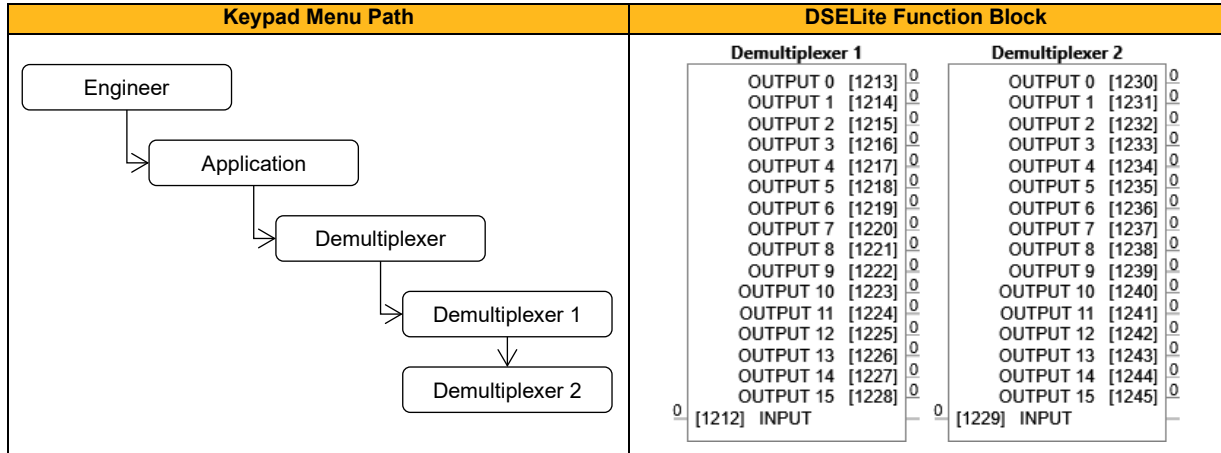 Keypad Menu Path
DSELite Function Block
Engineer
Application
Demultiplexer
Demultiplexer 1
Demultiplexer 2
Demultiplexer 1
OUTPUT 0 [1213] 0
OUTPUT 1 [1214] 0
OUTPUT 2 [1215] 0
OUTPUT 3 [1216] 0
OUTPUT 4 [1217] 0
OUTPUT 5 [1218] 0
OUTPUT 6 [1219] 0
OUTPUT 7 [1220] 0
OUTPUT 8 [1221] 0
OUTPUT 9 [1222] 0
OUTPUT 10 [1223] 0
OUTPUT 11 [1224] 0
OUTPUT 12 [1225] 0
OUTPUT 13 [1226] 0
OUTPUT 14 [1227] 0
OUTPUT 15 [1228] 0
0 [1212] INPUT
Demultiplexer 2
OUTPUT 0 [1230] 0
OUTPUT 1 [1231] 0
OUTPUT 2 [1232] 0
OUTPUT 3 [1233] 0
OUTPUT 4 [1234] 0
OUTPUT 5 [1235] 0
OUTPUT 6 [1236] 0
OUTPUT 7 [1237] 0
OUTPUT 8 [1238] 0
OUTPUT 9 [1239] 0
OUTPUT 10 [1240] 0
OUTPUT 11 [1241] 0
OUTPUT 12 [1242] 0
OUTPUT 13 [1243] 0
OUTPUT 14 [1244] 0
OUTPUT 15 [1245] 0
0 [1229] INPUT